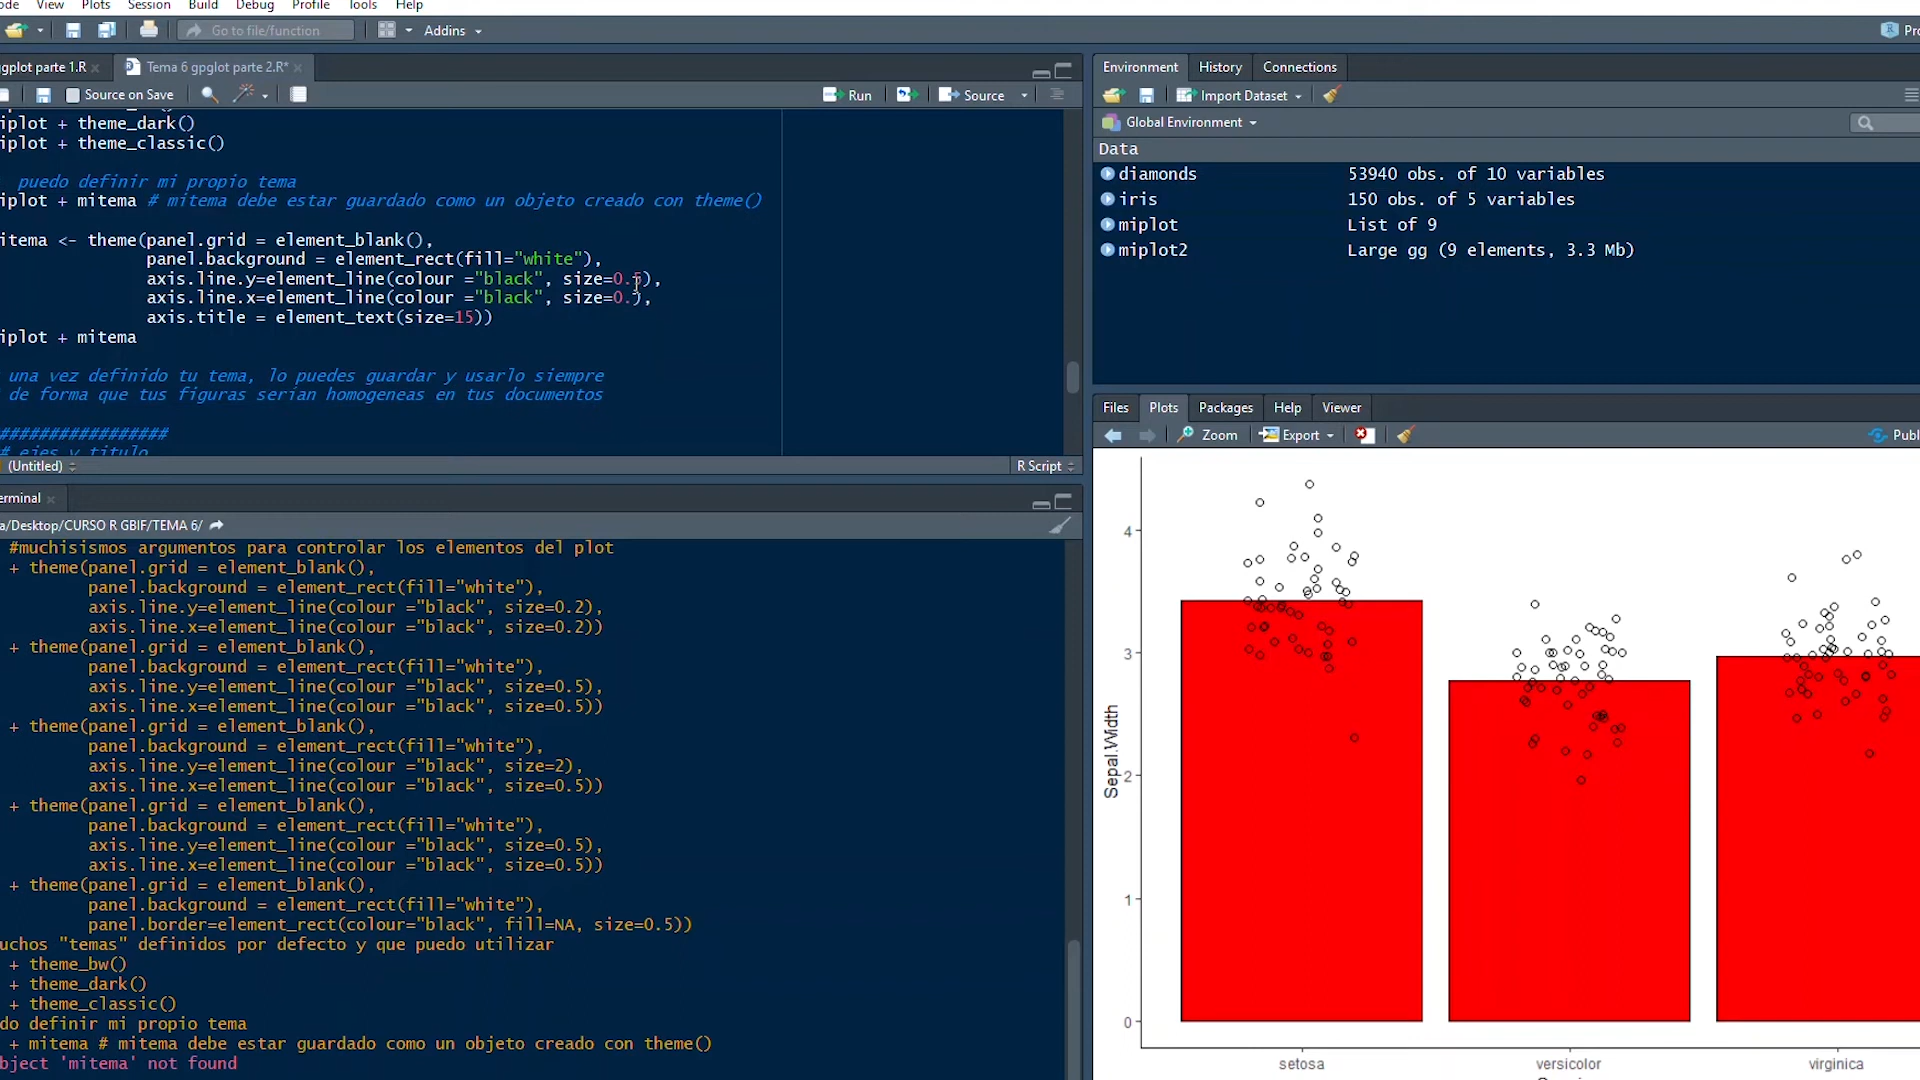 ode View Plots Session Build Debug Profile Tools Help
Go to file/function Addins Pro
ggplot parte 1.R Tema 6 gpglot parte 2.R*
Source on Save Run Source
iplot + theme_dark()
iplot + theme_classic()
puedo definir mi propio tema
iplot + mitema # mitema debe estar guardado como un objeto creado con theme()
itema <- theme(panel.grid = element_blank(),
panel.background = element_rect(fill="white"),
axis.line.y=element_line(colour ="black", size=0.5),
axis.line.x=element_line(colour ="black", size=0.),
axis.title = element_text(size=15))
iplot + mitema
una vez definido tu tema, lo puedes guardar y usarlo siempre
de forma que tus figuras serían homogeneas en tus documentos
#################
# ejes y titulo
(Untitled) R Script
erminal
a/Desktop/CURSO R GBIF/TEMA 6/
#muchisismos argumentos para controlar los elementos del plot
+ theme(panel.grid = element_blank(),
panel.background = element_rect(fill="white"),
axis.line.y=element_line(colour ="black", size=0.2),
axis.line.x=element_line(colour ="black", size=0.2))
+ theme(panel.grid = element_blank(),
panel.background = element_rect(fill="white"),
axis.line.y=element_line(colour ="black", size=0.5),
axis.line.x=element_line(colour ="black", size=0.5))
+ theme(panel.grid = element_blank(),
panel.background = element_rect(fill="white"),
axis.line.y=element_line(colour ="black", size=2),
axis.line.x=element_line(colour ="black", size=0.5))
+ theme(panel.grid = element_blank(),
panel.background = element_rect(fill="white"),
axis.line.y=element_line(colour ="black", size=0.5),
axis.line.x=element_line(colour ="black", size=0.5))
+ theme(panel.grid = element_blank(),
panel.background = element_rect(fill="white"),
panel.border=element_rect(colour="black", fill=NA, size=0.5))
uchos "temas" definidos por defecto y que puedo utilizar
+ theme_bw()
+ theme_dark()
+ theme_classic()
do definir mi propio tema
+ mitema # mitema debe estar guardado como un objeto creado con theme()
bject 'mitema' not found
Environment History Connections
Import Dataset
Global Environment
Data
diamonds 53940 obs. of 10 variables
iris 150 obs. of 5 variables
miplot List of 9
miplot2 Large gg (9 elements, 3.3 Mb)
Files Plots Packages Help Viewer
Zoom Export Publ
4
3
2
1
0
Sepal.Width
setosa versicolor virginica